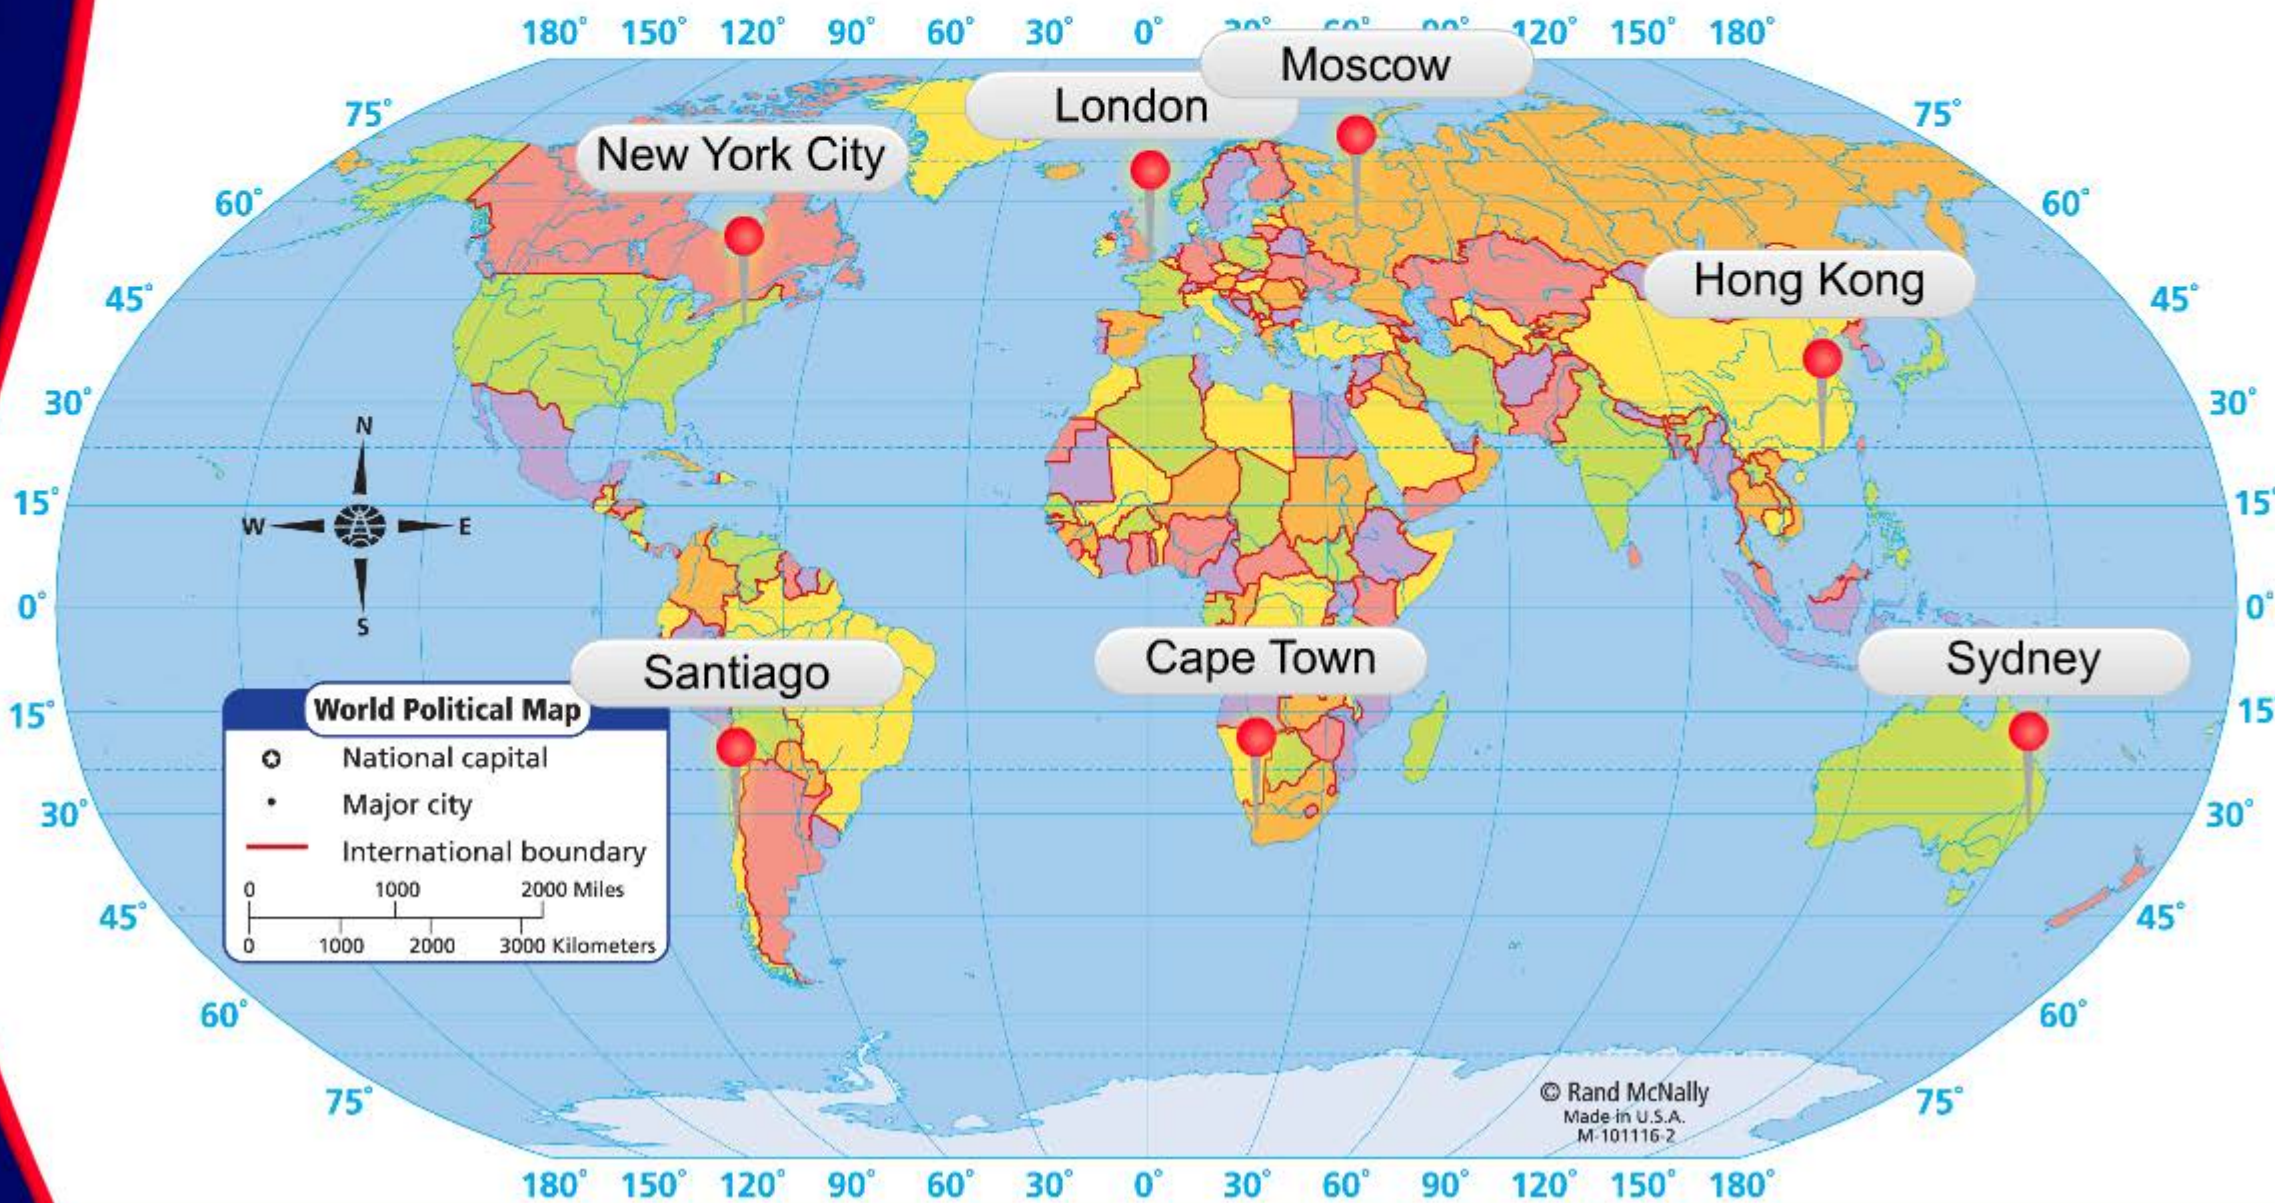 180° 150° 120° 90° 60° 30° 0° 120° 150° 180°
Moscow
London
75° 75°
New York City
60° 60°
Hong Kong
45° 45°
30° 30°
N
15° 15°
W E
0° 0°
S
Santiago
Cape Town
Sydney
World Political Map
15° 15
National capital
Major city
30° 30°
International boundary
0 1000 2000 Miles
45° 45°
0 1000 2000 3000 Kilometers
60° 60°
© Rand McNally
Made in U.S.A.
M-101116-2
75° 75°
180° 150° 120° 90° 60° 30° 0° 30° 60° 90° 120° 150° 180°